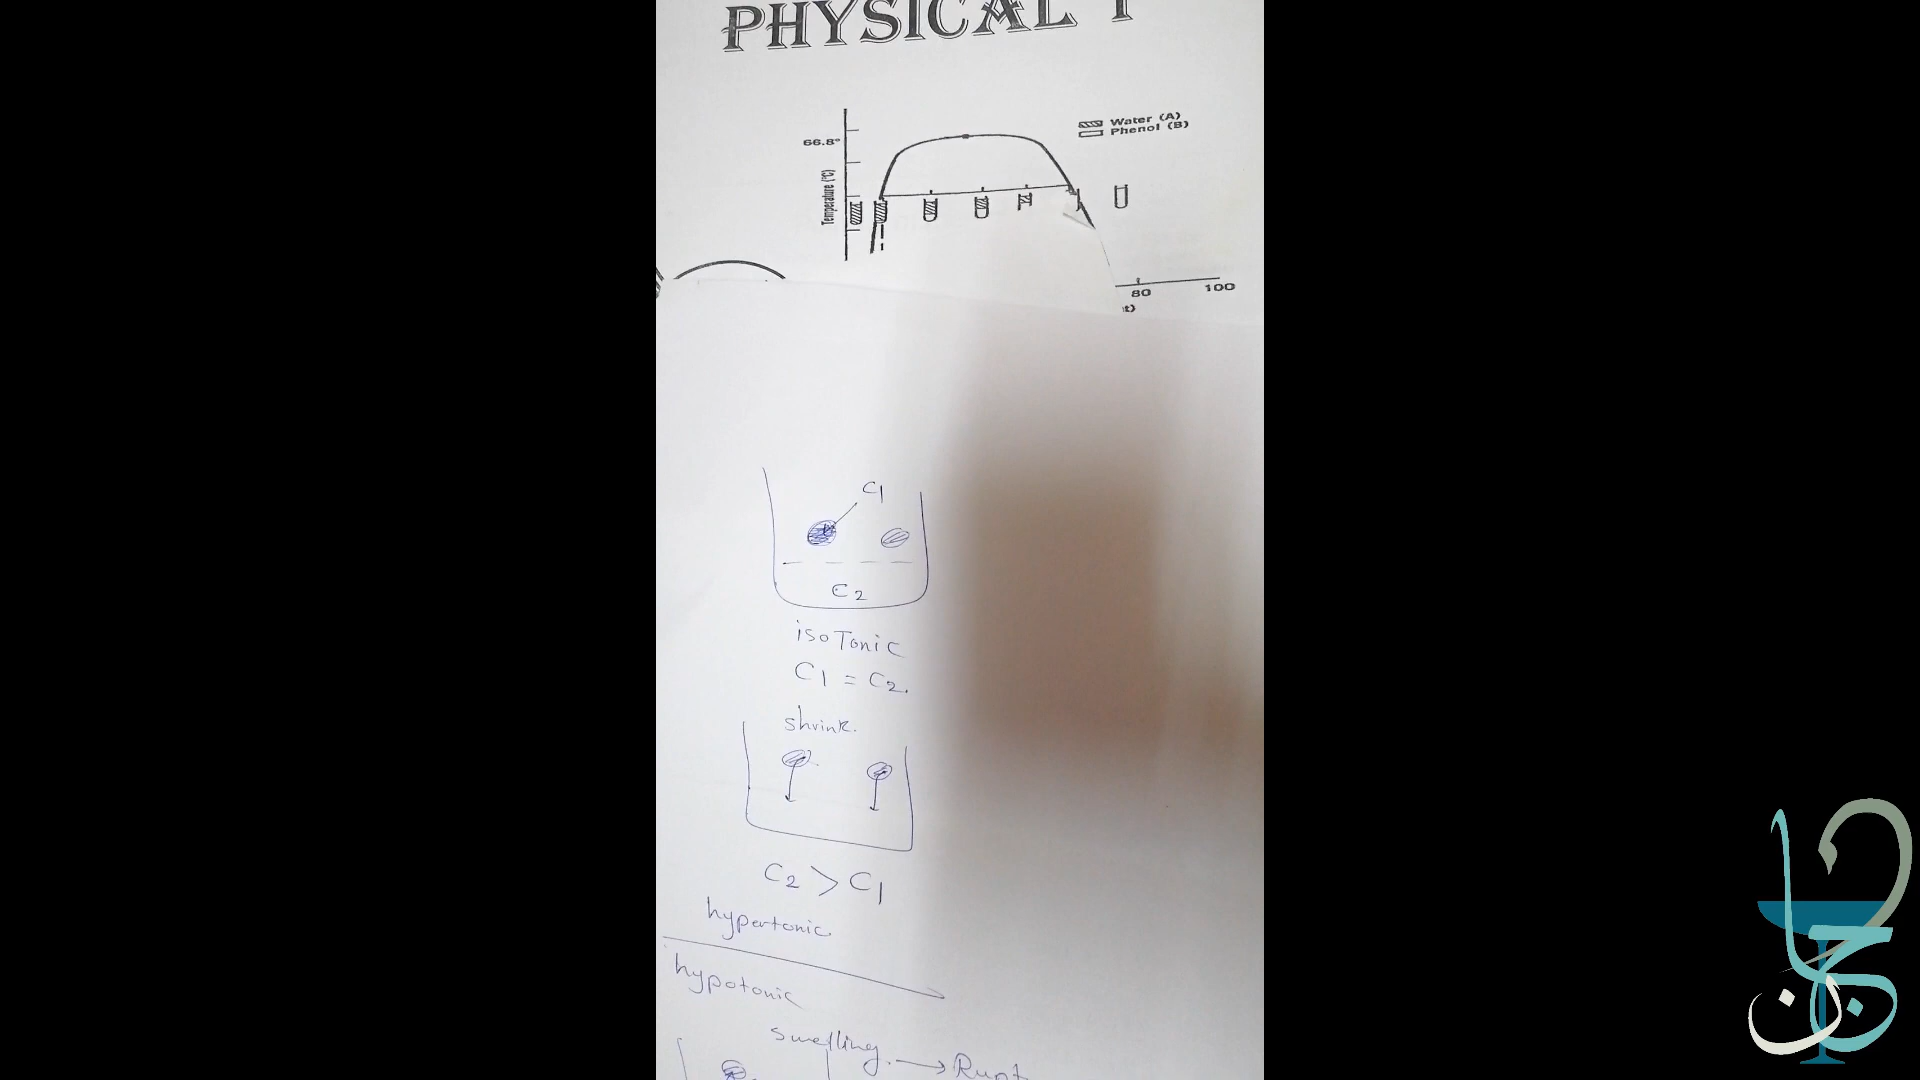 PHYSICAL
Water (A)
Phenol (B)
66.8°
Temperature (°C)
80
100
t)
C1
C2
isoTonic
C1 = C2.
shrink.
C2 > C1
hypertonic
hypotonic
swelling. → Rupt